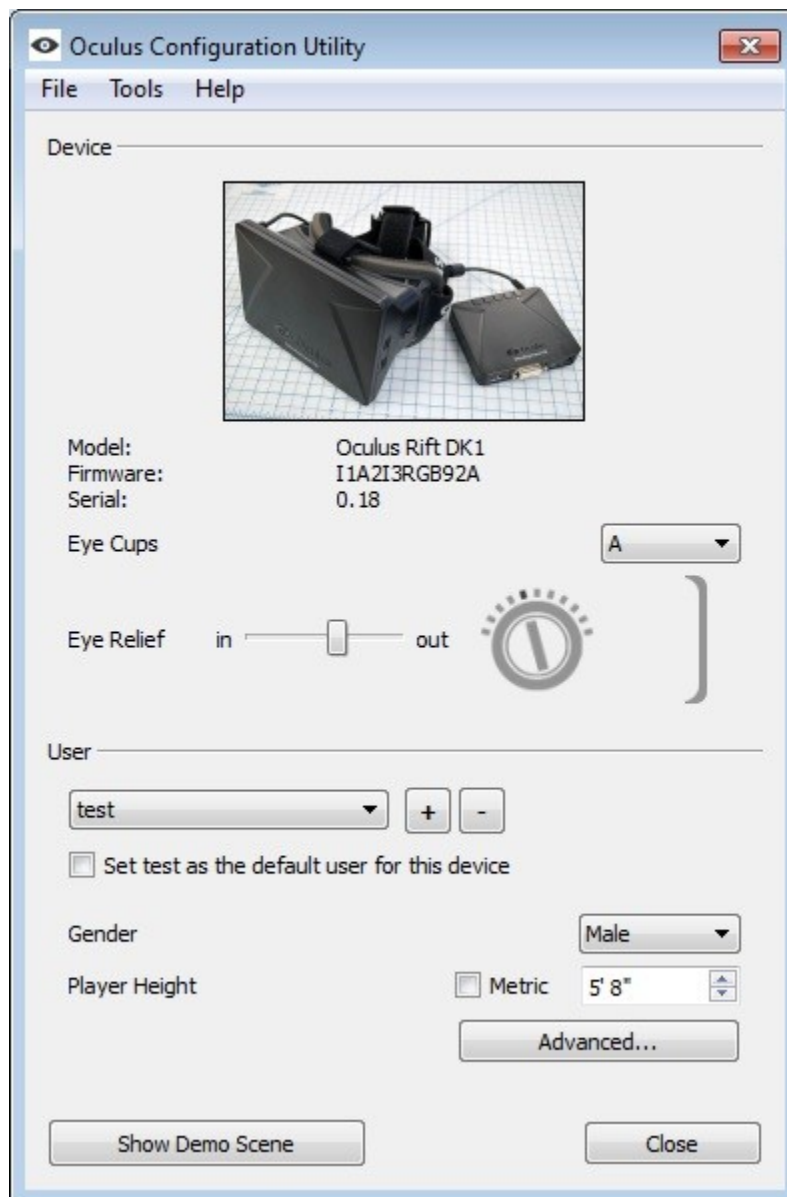 Oculus Configuration Utility
File Tools Help
Device
Model: Oculus Rift DK1
Firmware: I1A2I3RGB92A
Serial: 0.18
Eye Cups A
Eye Relief in out
User
test + -
Set test as the default user for this device
Gender Male
Player Height Metric 5' 8"
Advanced...
Show Demo Scene Close